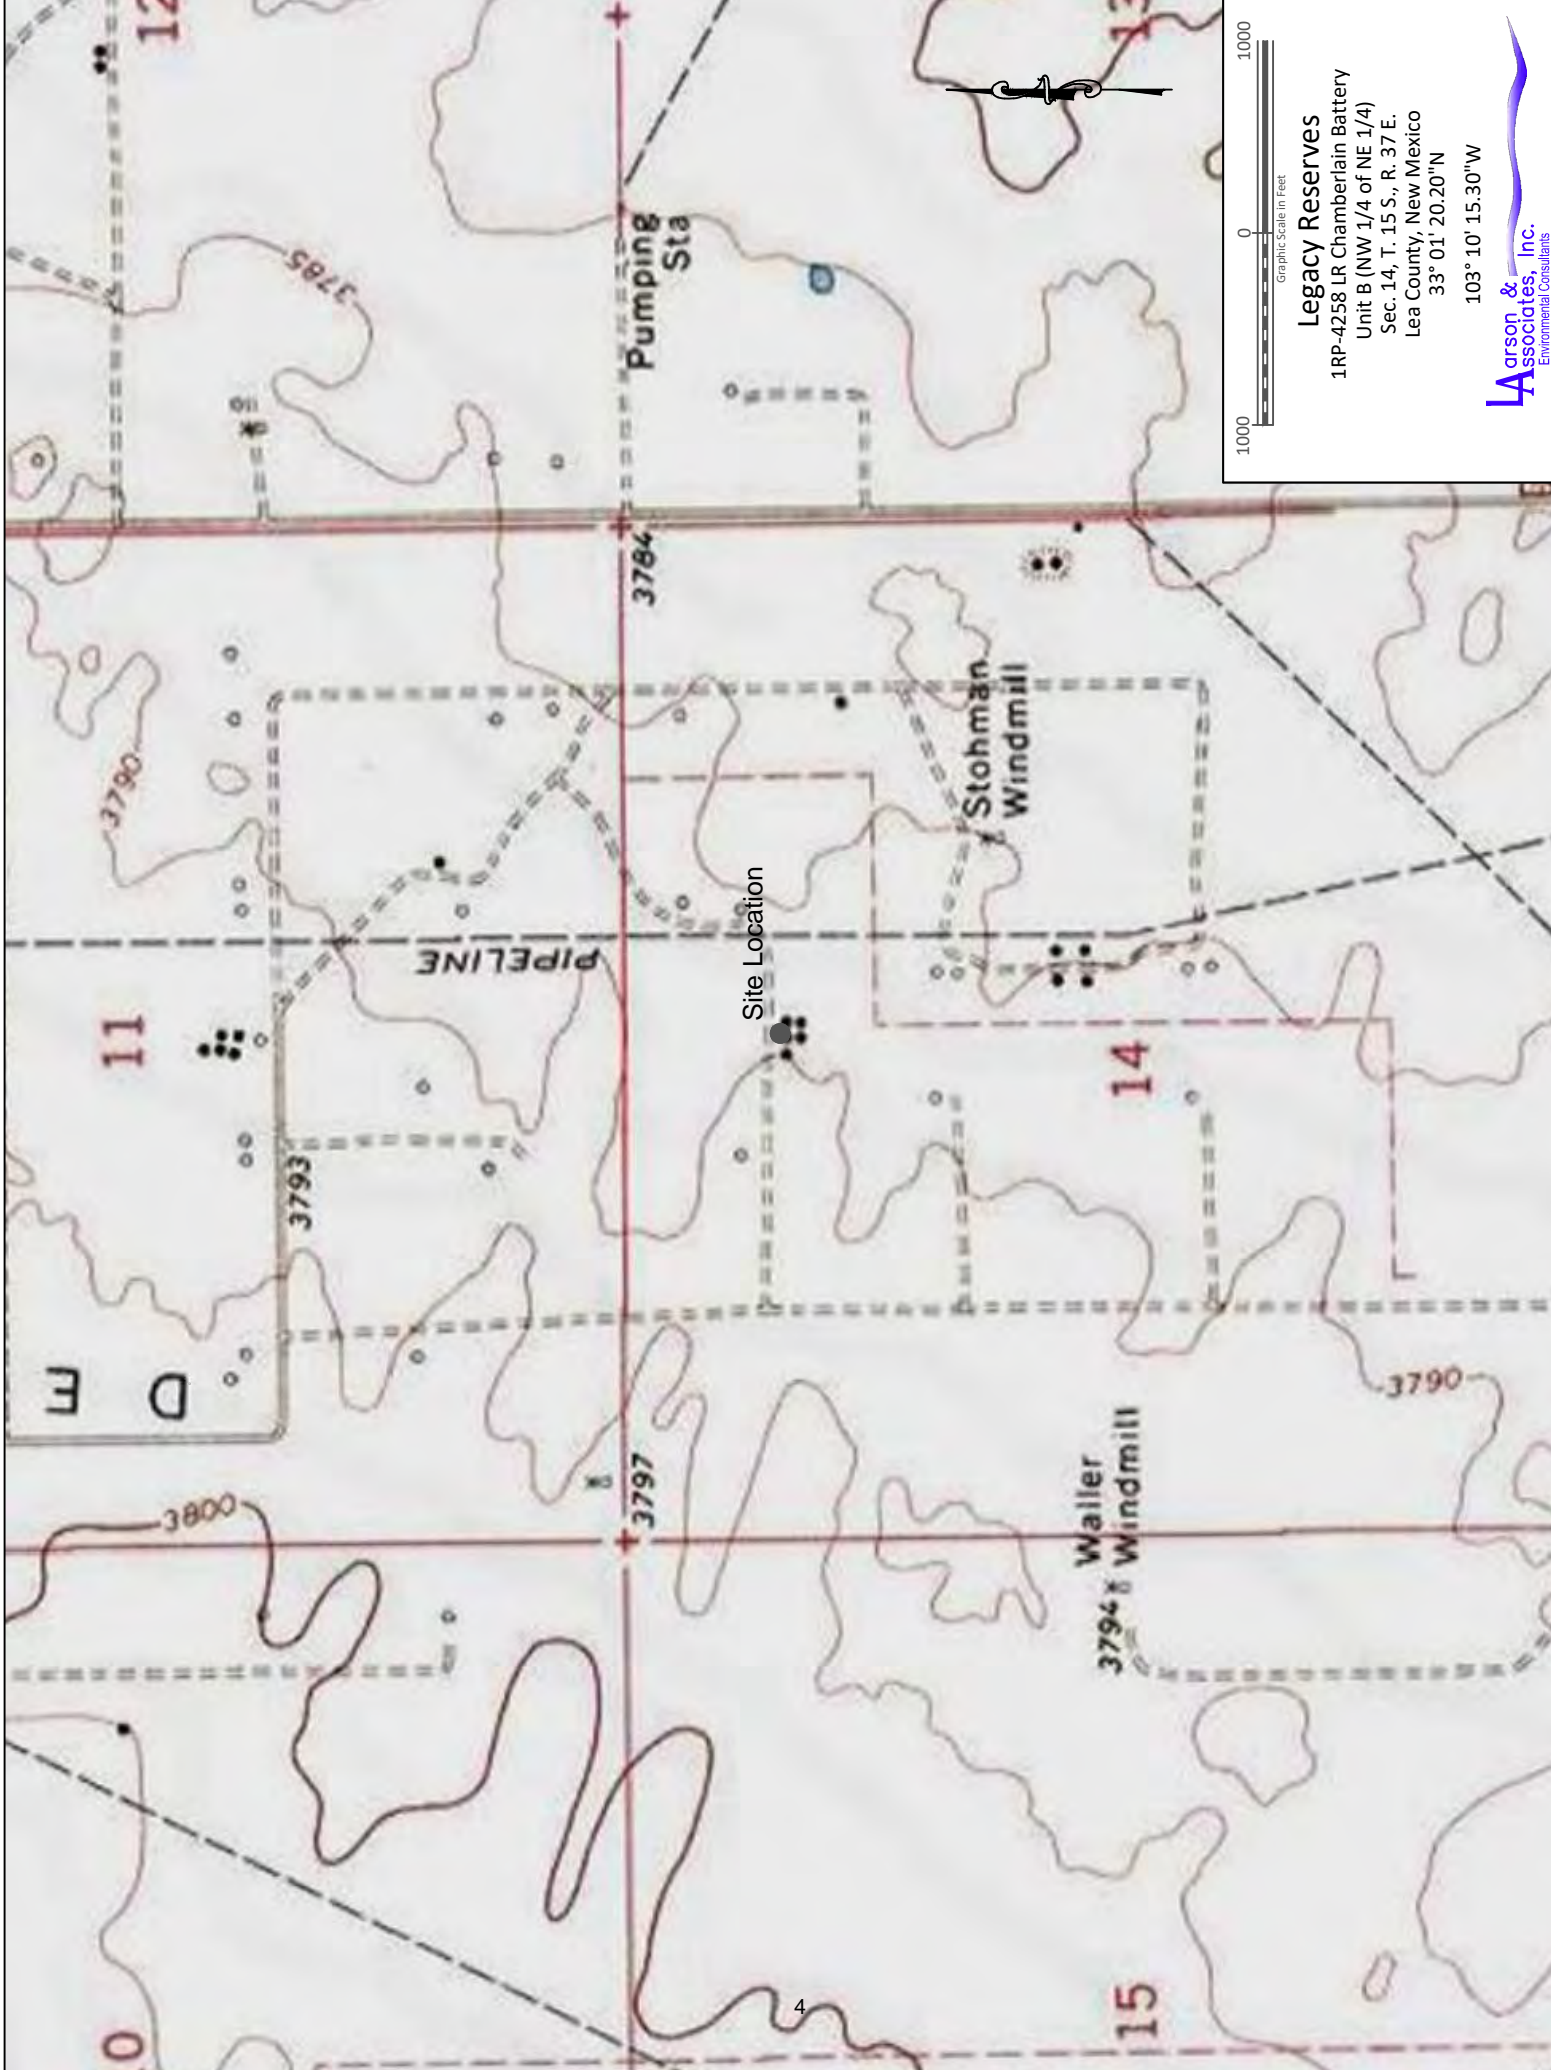 12
13
3785
Pumping
Sta
3784
3790
Stohman
Windmill
Site Location
PIPELINE
11
14
3793
E
D
3797
3800
3790
Waller
Windmill
3794
15
4
1000 0 1000
Graphic Scale in Feet
Legacy Reserves
1RP-4258 LR Chamberlain Battery
Unit B (NW 1/4 of NE 1/4)
Sec. 14, T. 15 S., R. 37 E.
Lea County, New Mexico
33° 01' 20.20"N
103° 10' 15.30"W
Larson &
Associates, Inc.
Environmental Consultants